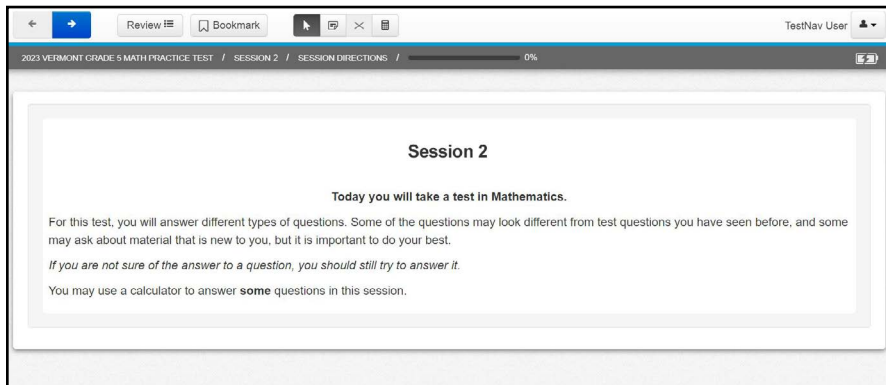 Review Bookmark TestNav User
2023 VERMONT GRADE 5 MATH PRACTICE TEST / SESSION 2 / SESSION DIRECTIONS / 0%
Session 2
Today you will take a test in Mathematics.
For this test, you will answer different types of questions. Some of the questions may look different from test questions you have seen before, and some
may ask about material that is new to you, but it is important to do your best.
If you are not sure of the answer to a question, you should still try to answer it.
You may use a calculator to answer some questions in this session.